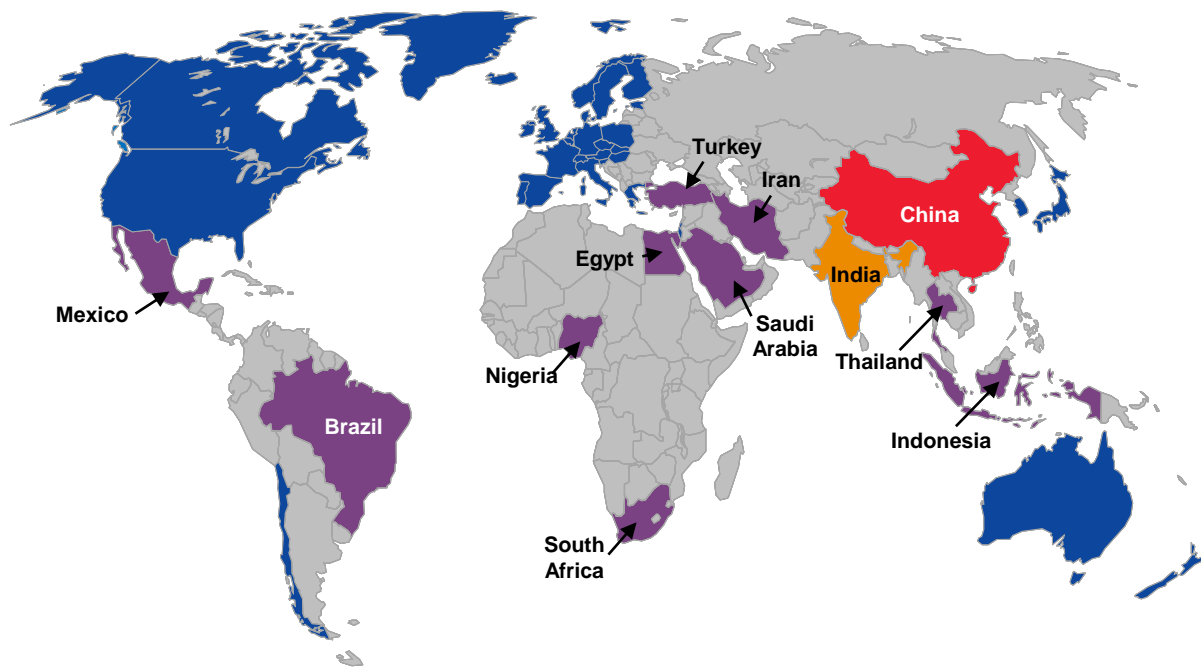 Turkey
Iran
China
Egypt
India
Mexico
Saudi
Arabia
Thailand
Nigeria
Brazil
Indonesia
South
Africa